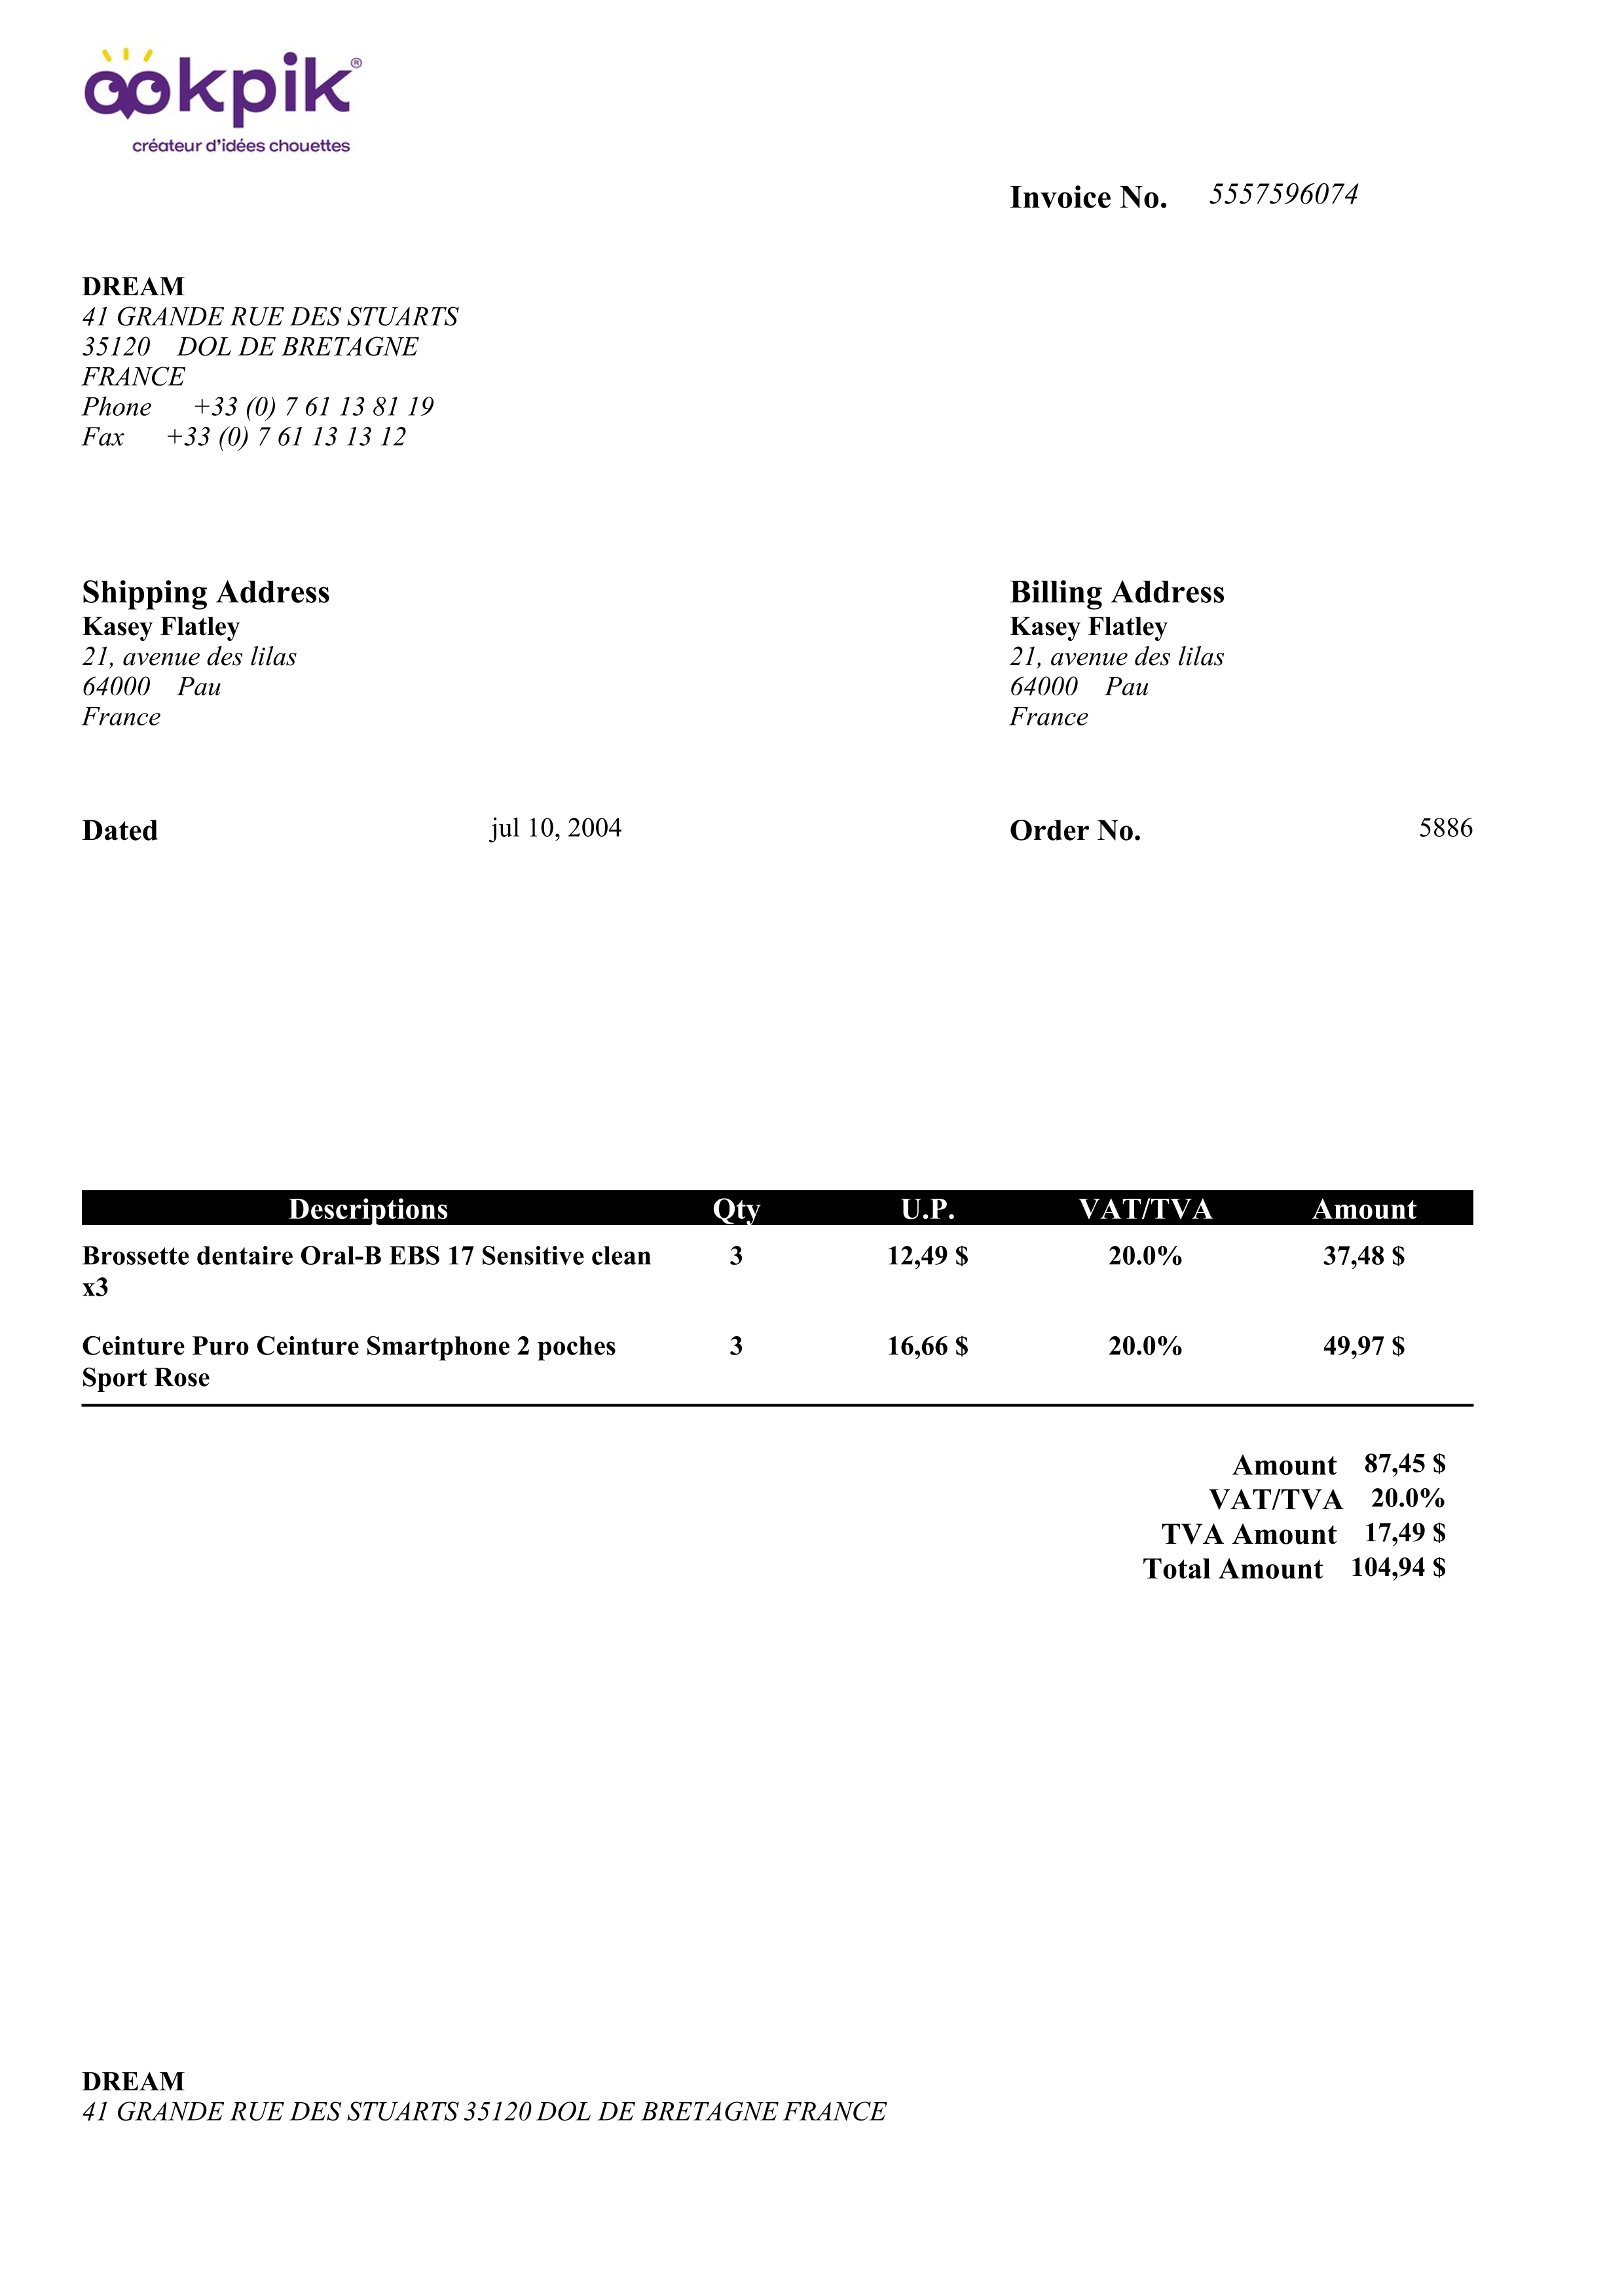 ookpik®
créateur d'idées chouettes
Invoice No. 5557596074
DREAM
41 GRANDE RUE DES STUARTS
35120 DOL DE BRETAGNE
FRANCE
Phone +33 (0) 7 61 13 81 19
Fax +33 (0) 7 61 13 13 12
Shipping Address
Kasey Flatley
21, avenue des lilas
64000 Pau
France
Billing Address
Kasey Flatley
21, avenue des lilas
64000 Pau
France
Dated jul 10, 2004
Order No. 5886
Descriptions Qty U.P. VAT/TVA Amount
Brossette dentaire Oral-B EBS 17 Sensitive clean 3 12,49 $ 20.0% 37,48 $
x3
Ceinture Puro Ceinture Smartphone 2 poches 3 16,66 $ 20.0% 49,97 $
Sport Rose
Amount 87,45 $
VAT/TVA 20.0%
TVA Amount 17,49 $
Total Amount 104,94 $
DREAM
41 GRANDE RUE DES STUARTS 35120 DOL DE BRETAGNE FRANCE